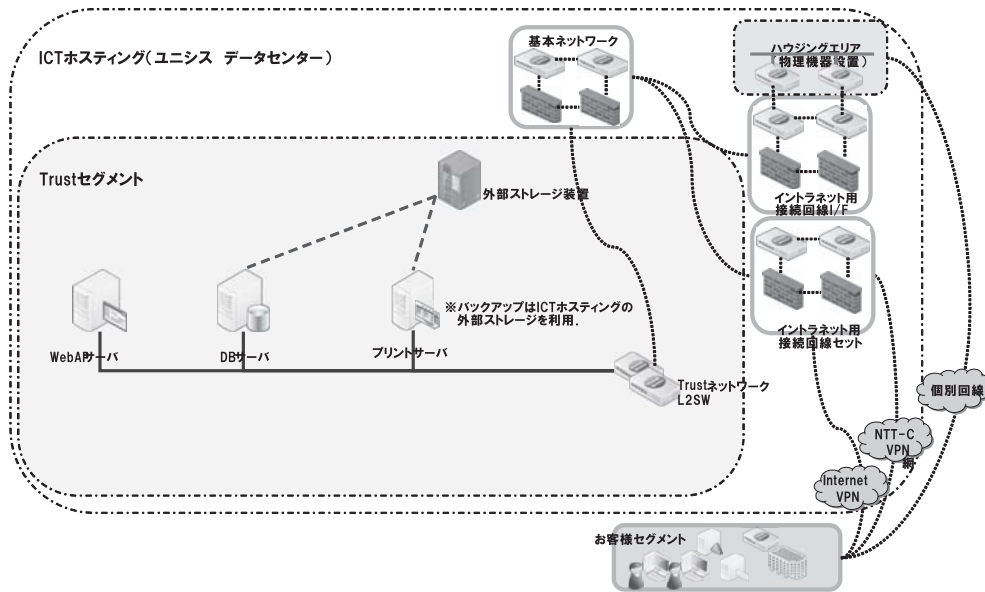 ICTホスティング(ユニシス データセンター)
基本ネットワーク
ハウジングエリア
(物理機器設置)
Trustセグメント
外部ストレージ装置
イントラネット用
接続回線I/F
※バックアップはICTホスティングの
外部ストレージを利用.
イントラネット用
接続回線セット
WebAPサーバ
DBサーバ
プリントサーバ
Trustネットワーク
L2SW
個別回線
NTT-C
VPN網
Internet
VPN
お客様セグメント